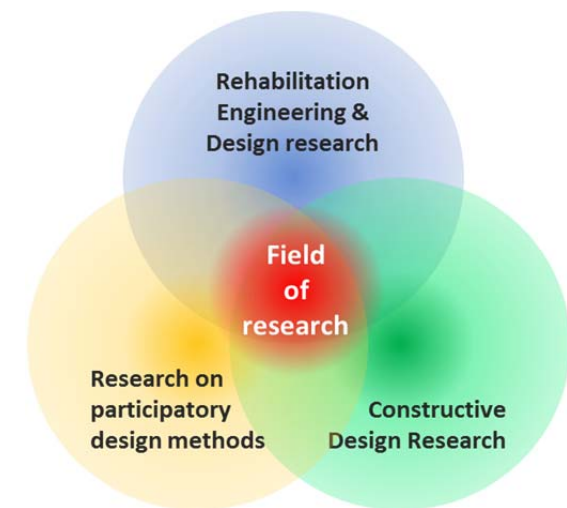 Rehabilitation
Engineering &
Design research
Field
of
research
Research on
participatory
design methods
Constructive
Design Research